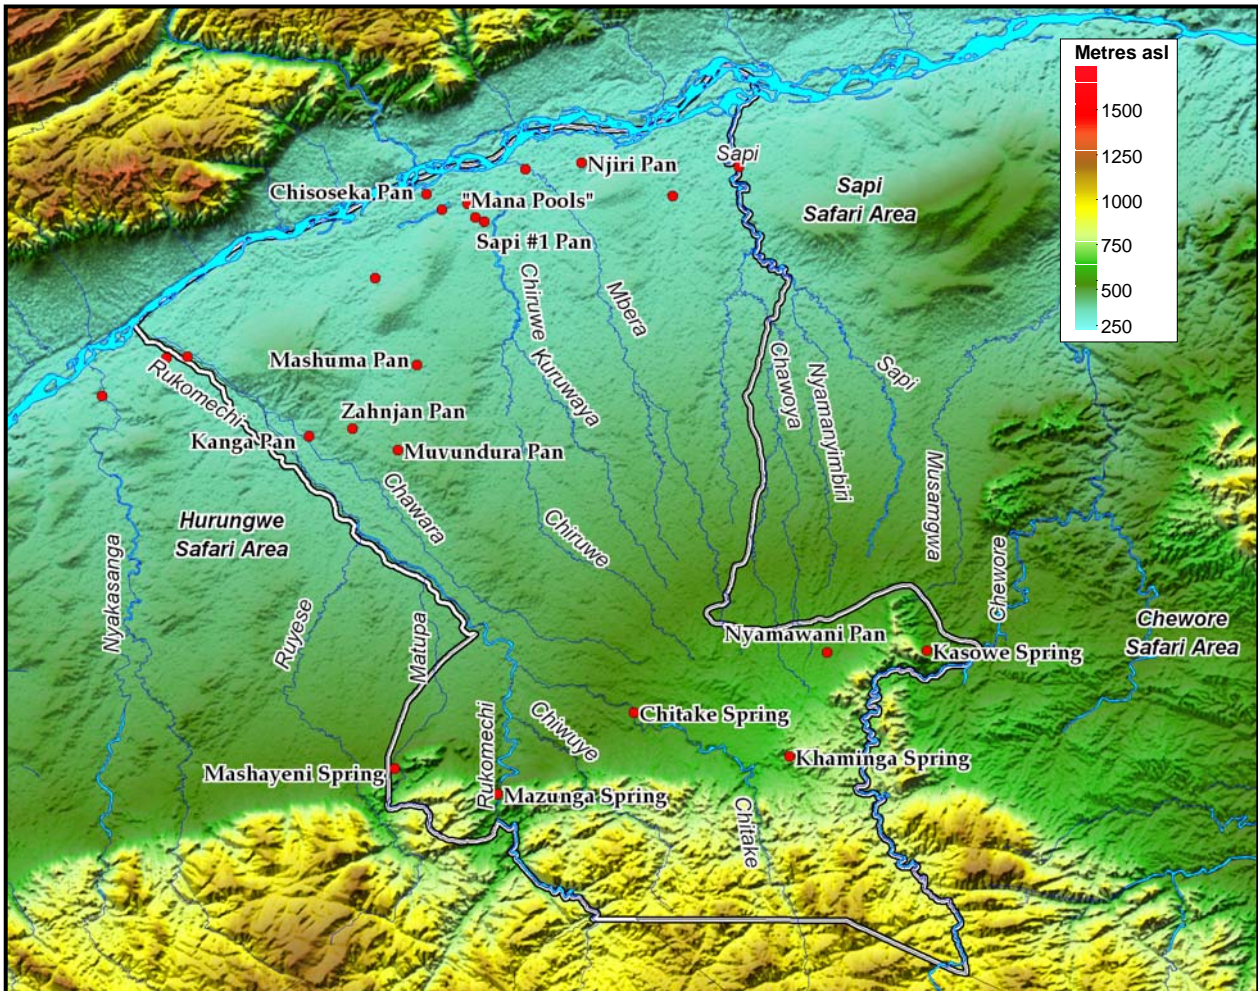 Metres asl
1500
1250
1000
750
500
250
Sapi
Njiri Pan
Chisoseka Pan
"Mana Pools"
Sapi
Safari Area
Sapi #1 Pan
Chiruwe
Mbera
Kuruwaya
Mashuma Pan
Rukomechi
Chawoya
Nyamanyimbiri
Sapi
Zahnjan Pan
Kanga Pan
Muvundura Pan
Chawara
Musamgwa
Hurungwe
Safari Area
Chiruwe
Nyakasanga
Chewore
Ruyese
Matupa
Chewore
Safari Area
Nyamawani Pan
Kasowe Spring
Chitake Spring
Chiwuye
Rukomechi
Khaminga Spring
Mashayeni Spring
Mazunga Spring
Chitake